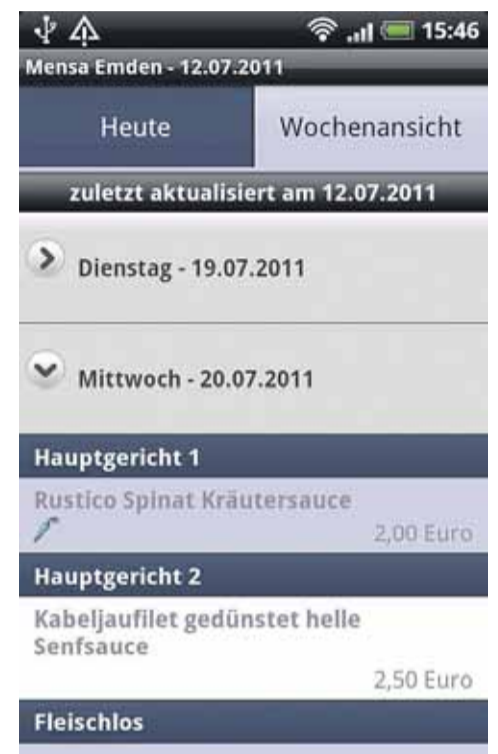 15:46
Mensa Emden - 12.07.2011
Heute Wochenansicht
zuletzt aktualisiert am 12.07.2011
Dienstag - 19.07.2011
Mittwoch - 20.07.2011
Hauptgericht 1
Rustico Spinat Kräutersauce
2,00 Euro
Hauptgericht 2
Kabeljaufilet gedünstet helle
Senfsauce
2,50 Euro
Fleischlos